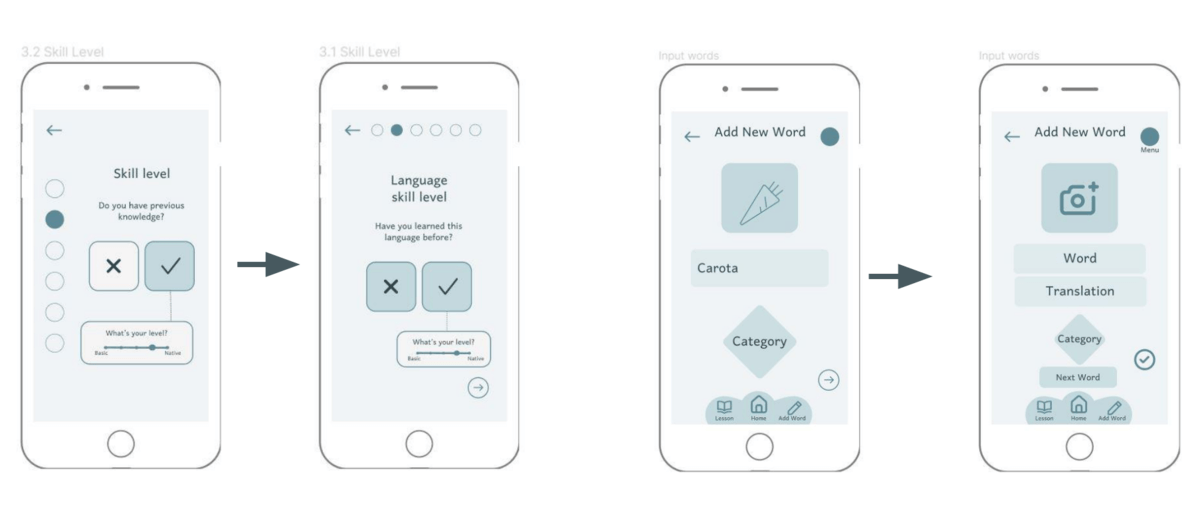 3.2 Skill Level
Skill level
Do you have previous
knowledge?
What's your level?
Basic
Native
3.1 Skill Level
Language
skill level
Have you learned this
language before?
What's your level?
Basic
Native
Input words
Add New Word
Carota
Category
Lesson
Home
Add Word
Input words
Add New Word
Menu
Word
Translation
Category
Next Word
Lesson
Home
Add Word